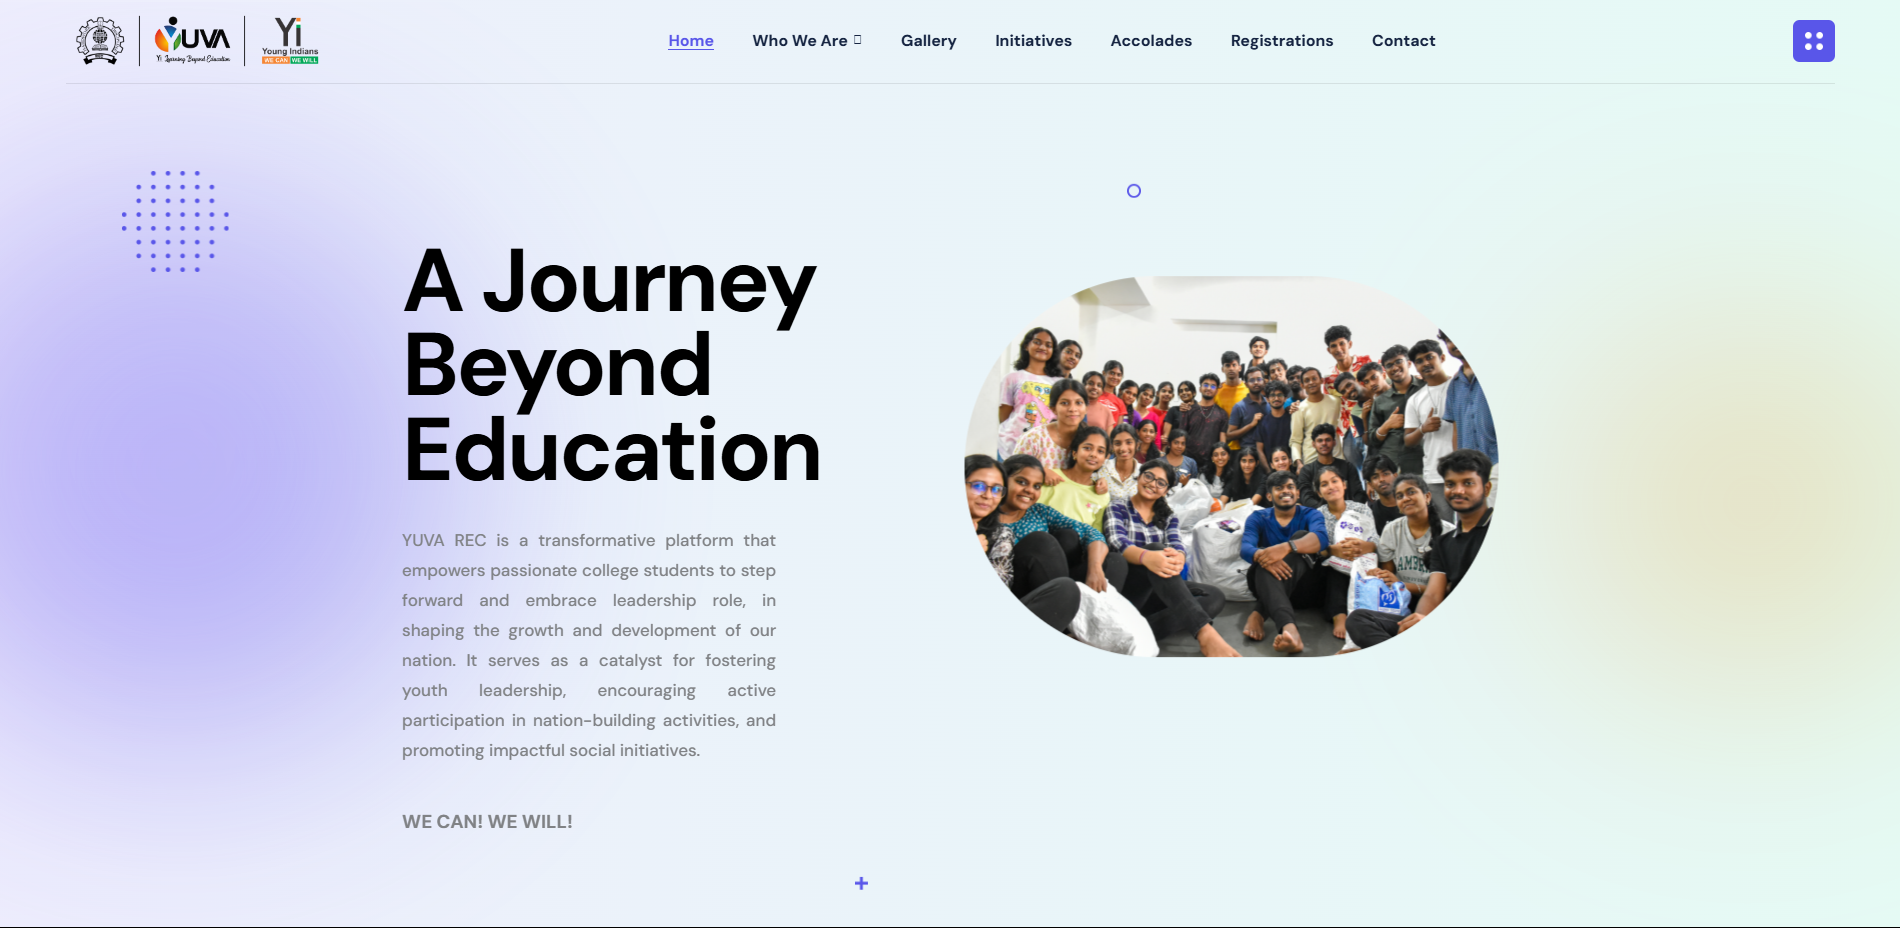 YUVA
Yi Learning Beyond Education
Yi
Young Indians
WE CAN WE WILL
Home Who We Are Gallery Initiatives Accolades Registrations Contact
A Journey
Beyond
Education
YUVA REC is a transformative platform that
empowers passionate college students to step
forward and embrace leadership role, in
shaping the growth and development of our
nation. It serves as a catalyst for fostering
youth leadership, encouraging active
participation in nation-building activities, and
promoting impactful social initiatives.
WE CAN! WE WILL!